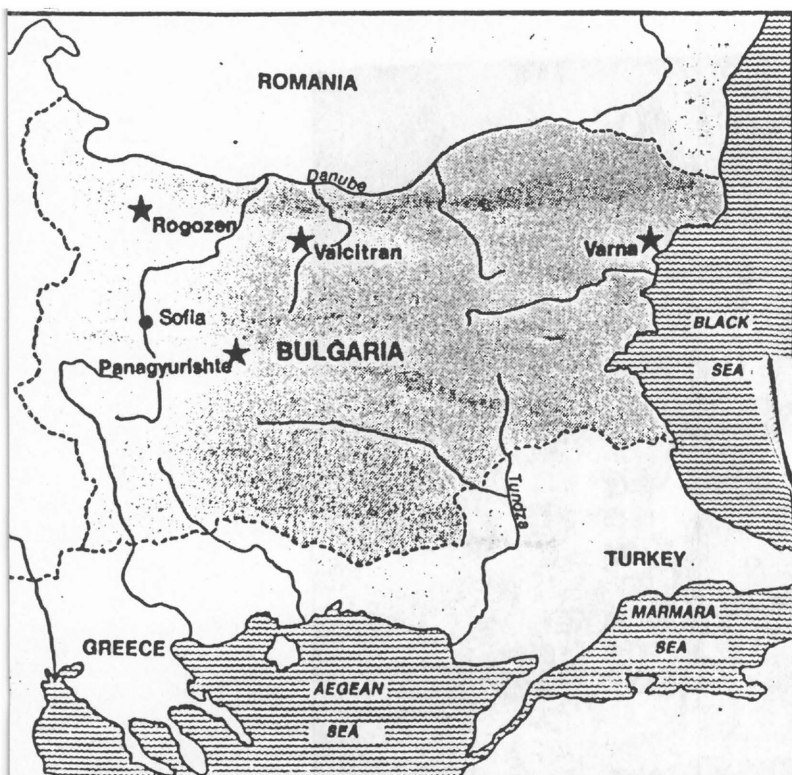 ROMANIA
Danube
Rogozen
Valcitran
Varna
Sofia
BLACK
SEA
Panagyurishte
BULGARIA
Tundza
TURKEY
MARMARA
SEA
GREECE
AEGEAN
SEA